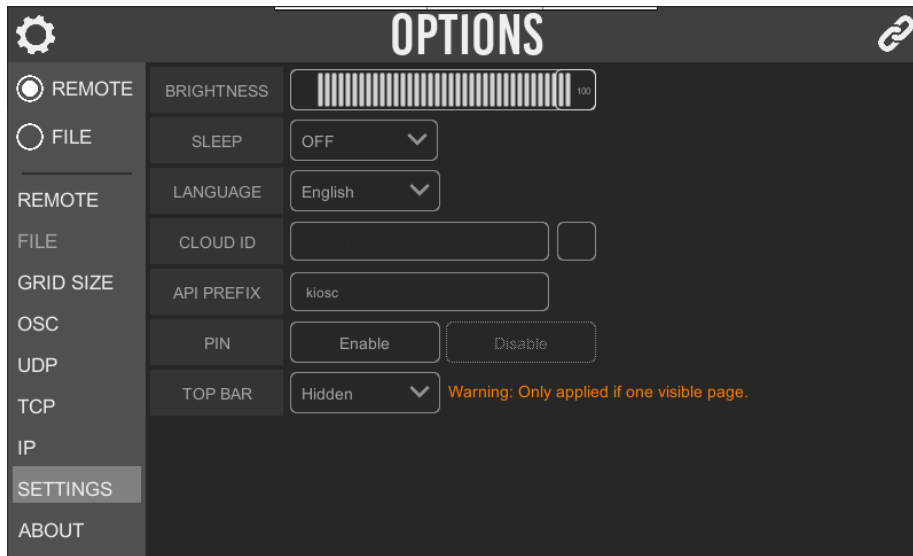 OPTIONS
REMOTE
FILE
REMOTE
FILE
GRID SIZE
OSC
UDP
TCP
IP
SETTINGS
ABOUT
BRIGHTNESS 100
SLEEP OFF
LANGUAGE English
CLOUD ID
API PREFIX kiosc
PIN Enable Disable
TOP BAR Hidden Warning: Only applied if one visible page.